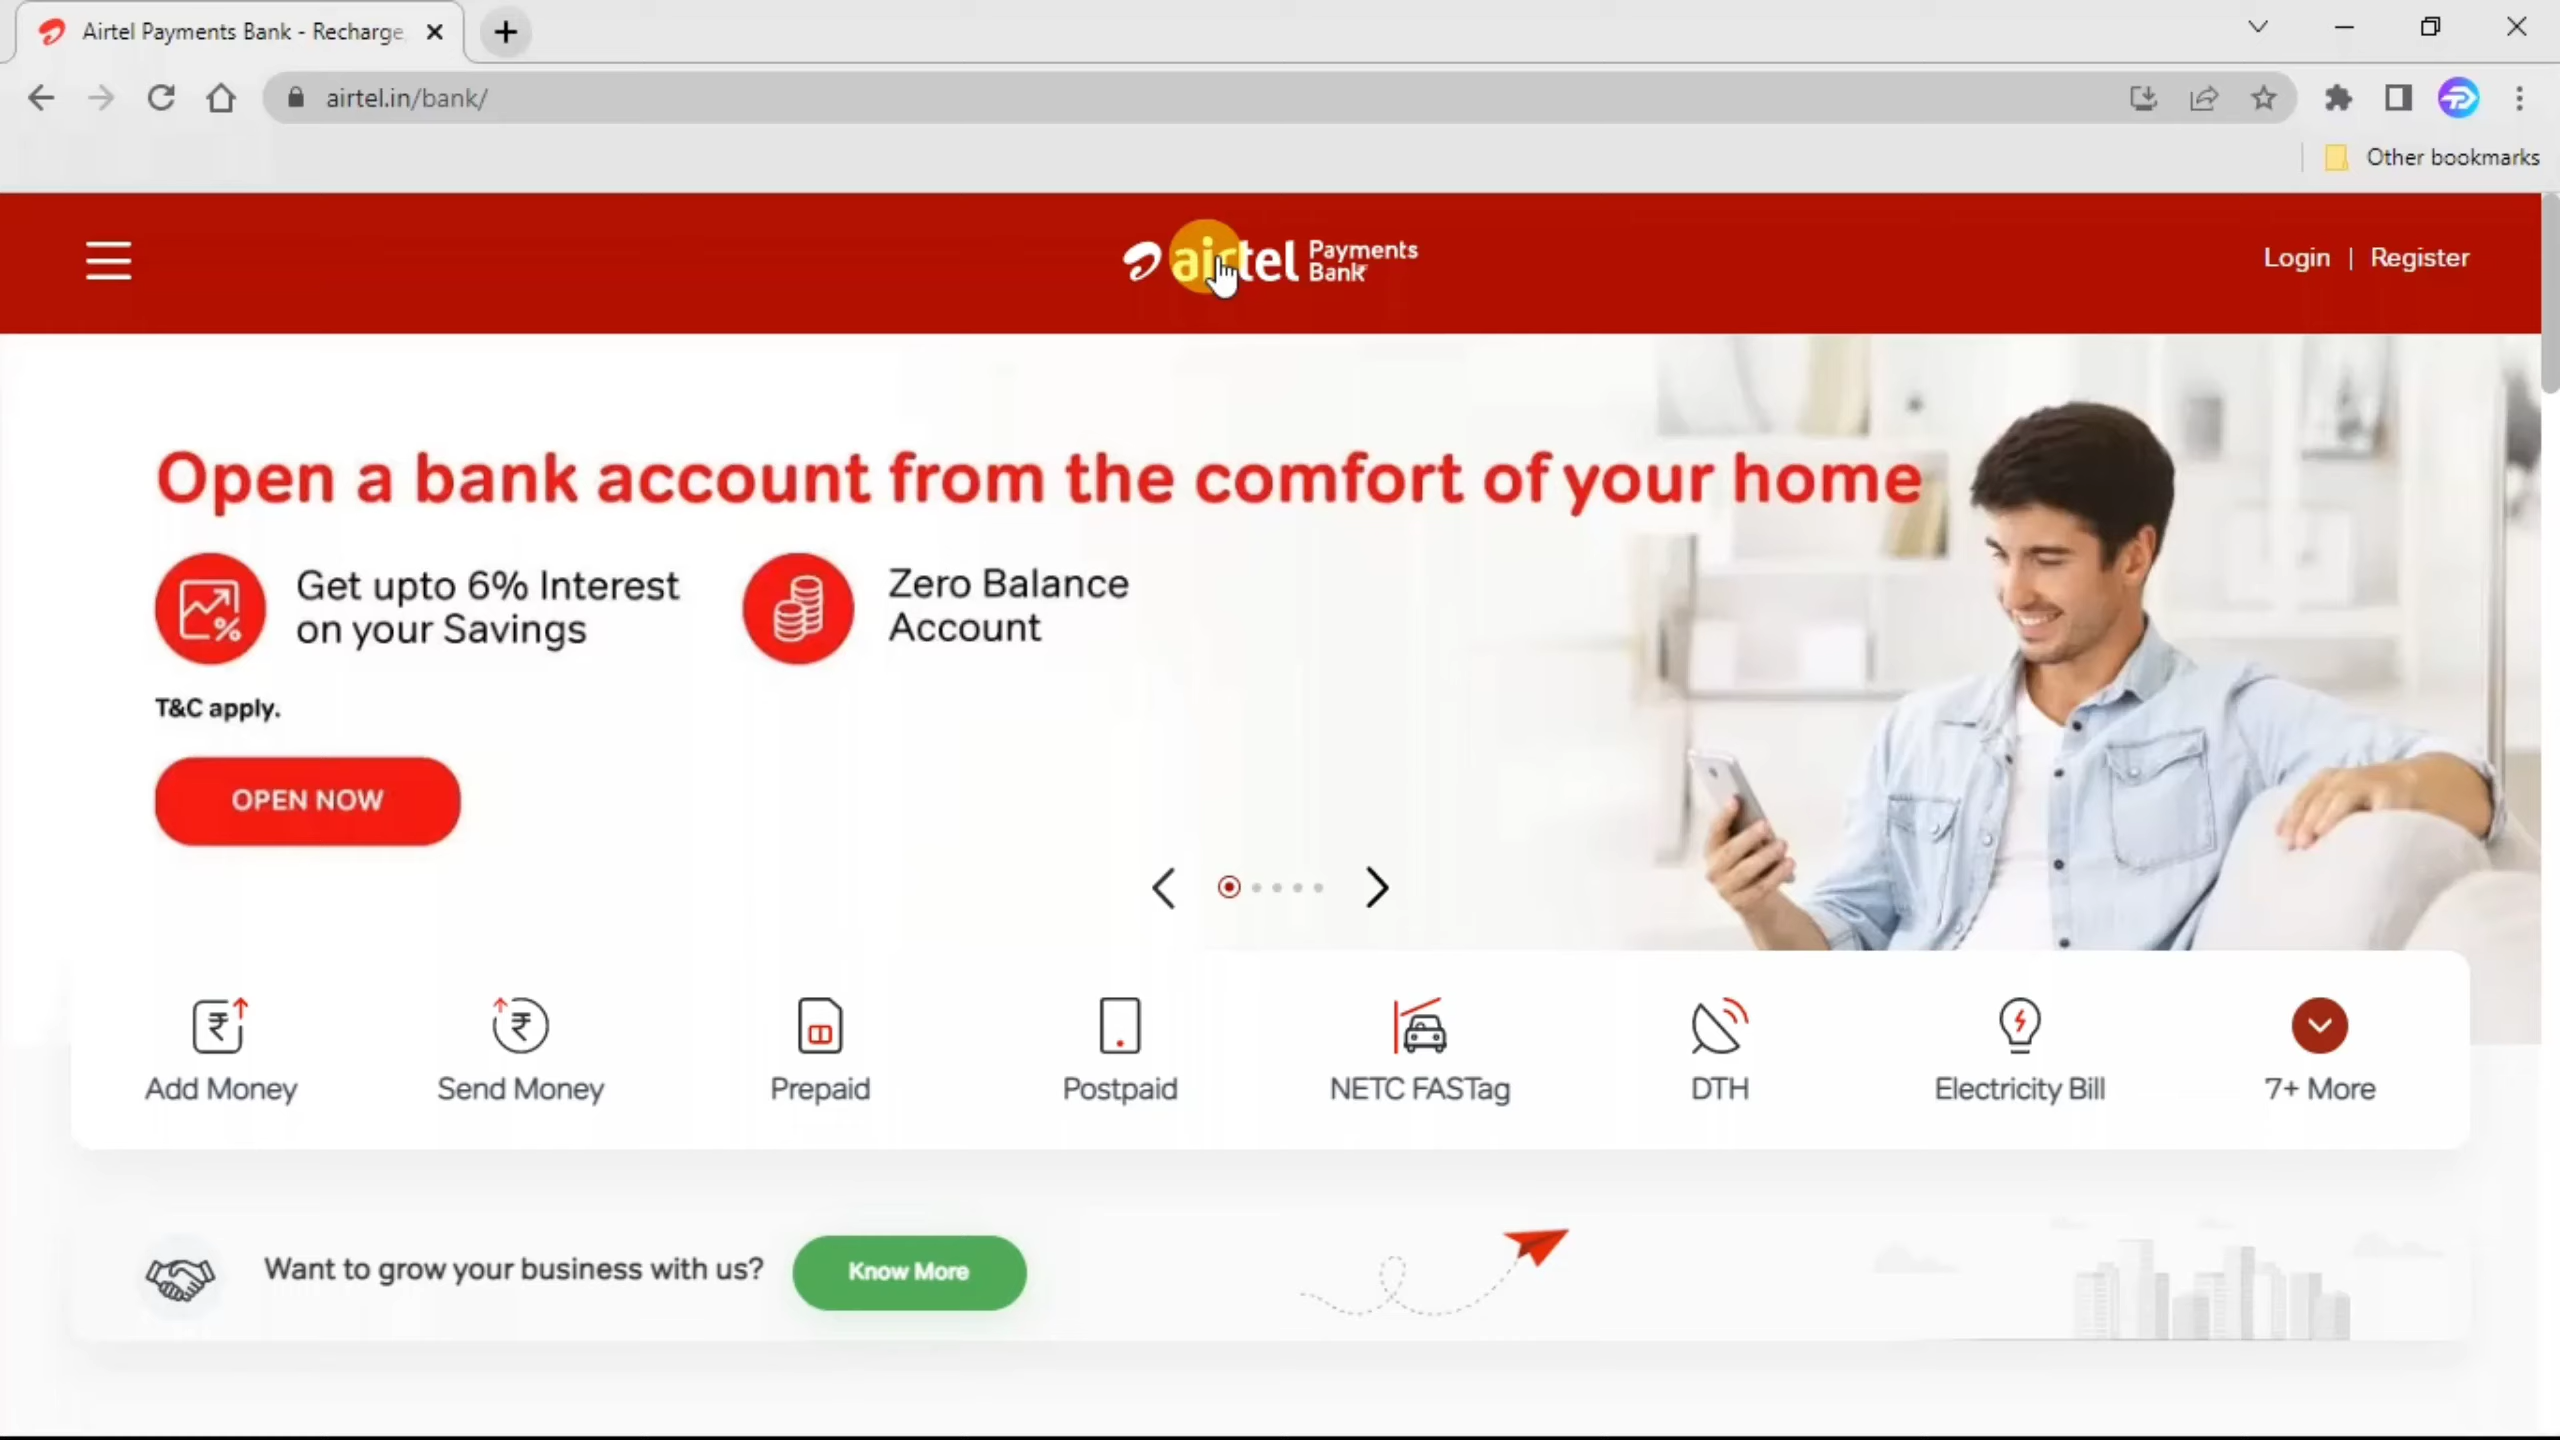 Airtel Payments Bank - Recharge
airtel.in/bank/
Other bookmarks
airtel Payments Bank
Login | Register
Open a bank account from the comfort of your home
Get upto 6% Interest
on your Savings
Zero Balance
Account
T&C apply.
OPEN NOW
Add Money
Send Money
Prepaid
Postpaid
NETC FASTag
DTH
Electricity Bill
7+ More
Want to grow your business with us?
Know More